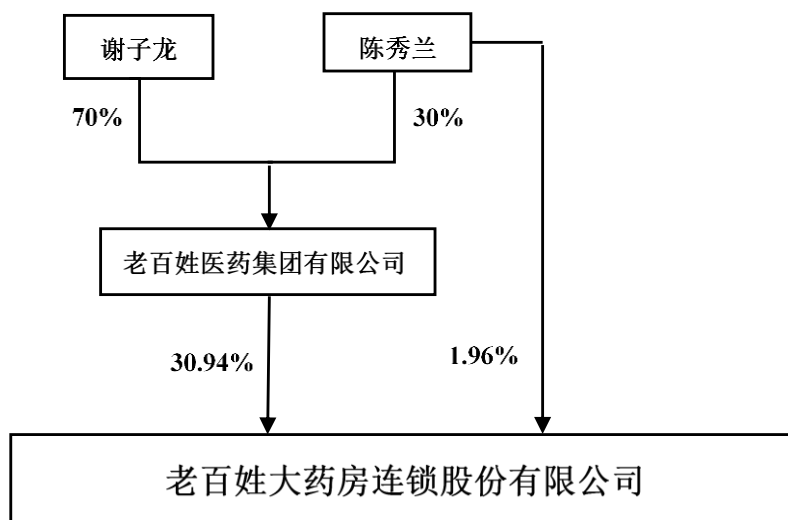 谢子龙
陈秀兰
70%
30%
老百姓医药集团有限公司
30.94%
1.96%
老百姓大药房连锁股份有限公司